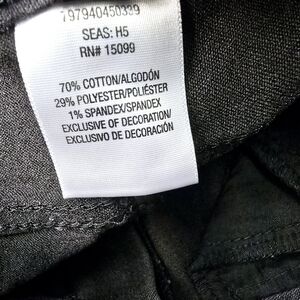 797940450339
SEAS: H5
RN# 15099
70% COTTON/ALGODÓN
29% POLYESTER/POLIÉSTER
1% SPANDEX/SPANDEX
EXCLUSIVE OF DECORATION/
EXCLUSIVO DE DECORACIÓN